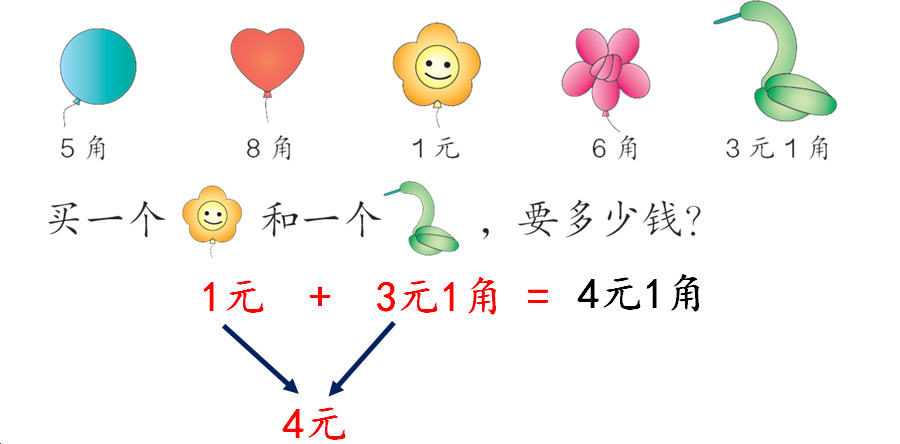 5角 8角 1元 6角 3元1角
买一个 和一个 ，要多少钱？
1元 + 3元1角 = 4元1角
4元